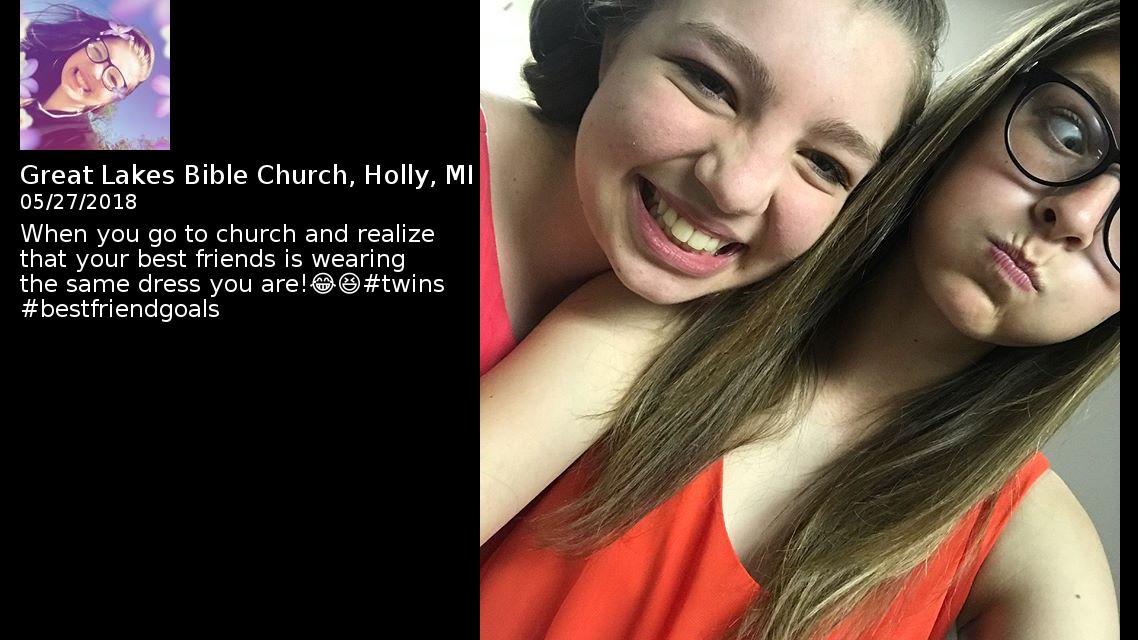 Great Lakes Bible Church, Holly, MI
05/27/2018
When you go to church and realize
that your best friends is wearing
the same dress you are!😂😆#twins
#bestfriendgoals